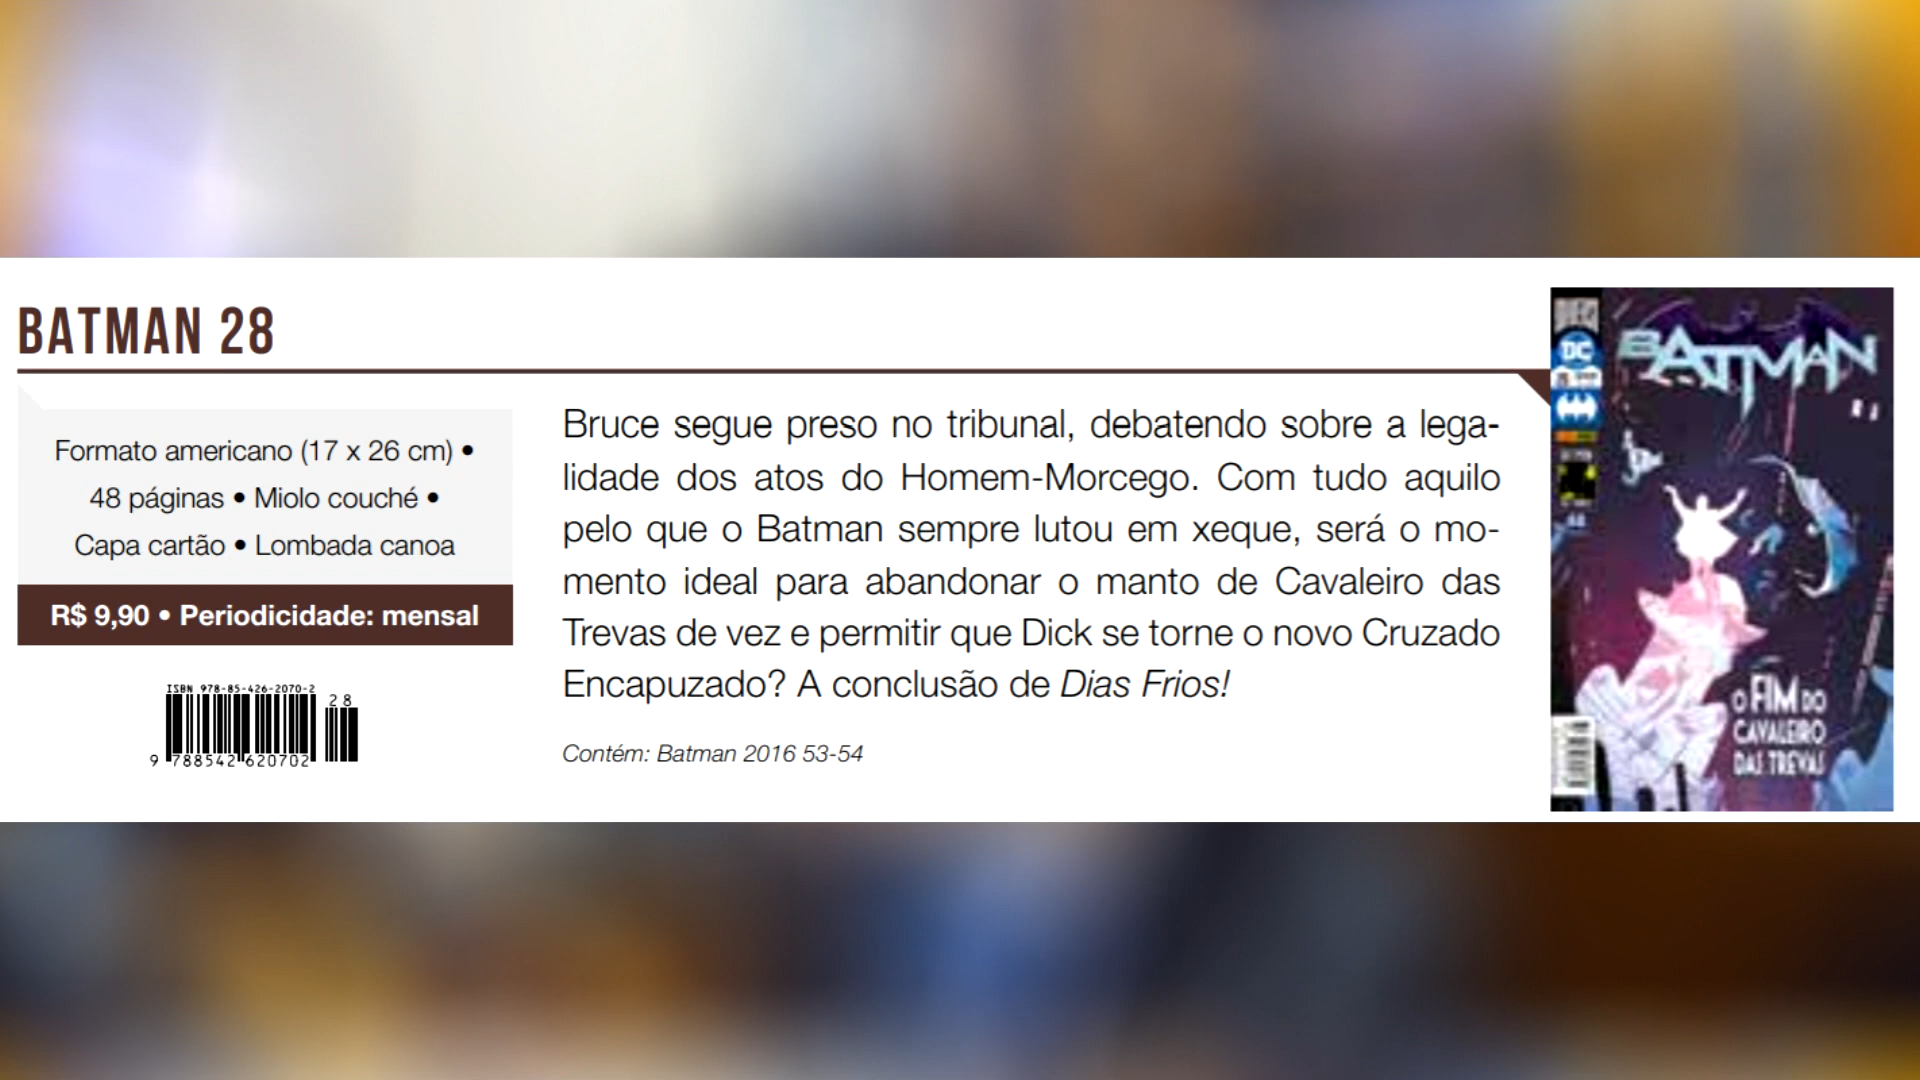 BATMAN 28
Formato americano (17 x 26 cm) •
48 páginas • Miolo couché •
Capa cartão • Lombada canoa
R$ 9,90 • Periodicidade: mensal
ISBN 978-85-426-2070-2
28
9 788542 620702
Bruce segue preso no tribunal, debatendo sobre a lega-
lidade dos atos do Homem-Morcego. Com tudo aquilo
pelo que o Batman sempre lutou em xeque, será o mo-
mento ideal para abandonar o manto de Cavaleiro das
Trevas de vez e permitir que Dick se torne o novo Cruzado
Encapuzado? A conclusão de Dias Frios!
Contém: Batman 2016 53-54
DC
BATMAN
O FIM DO
CAVALEIRO
DAS TREVAS